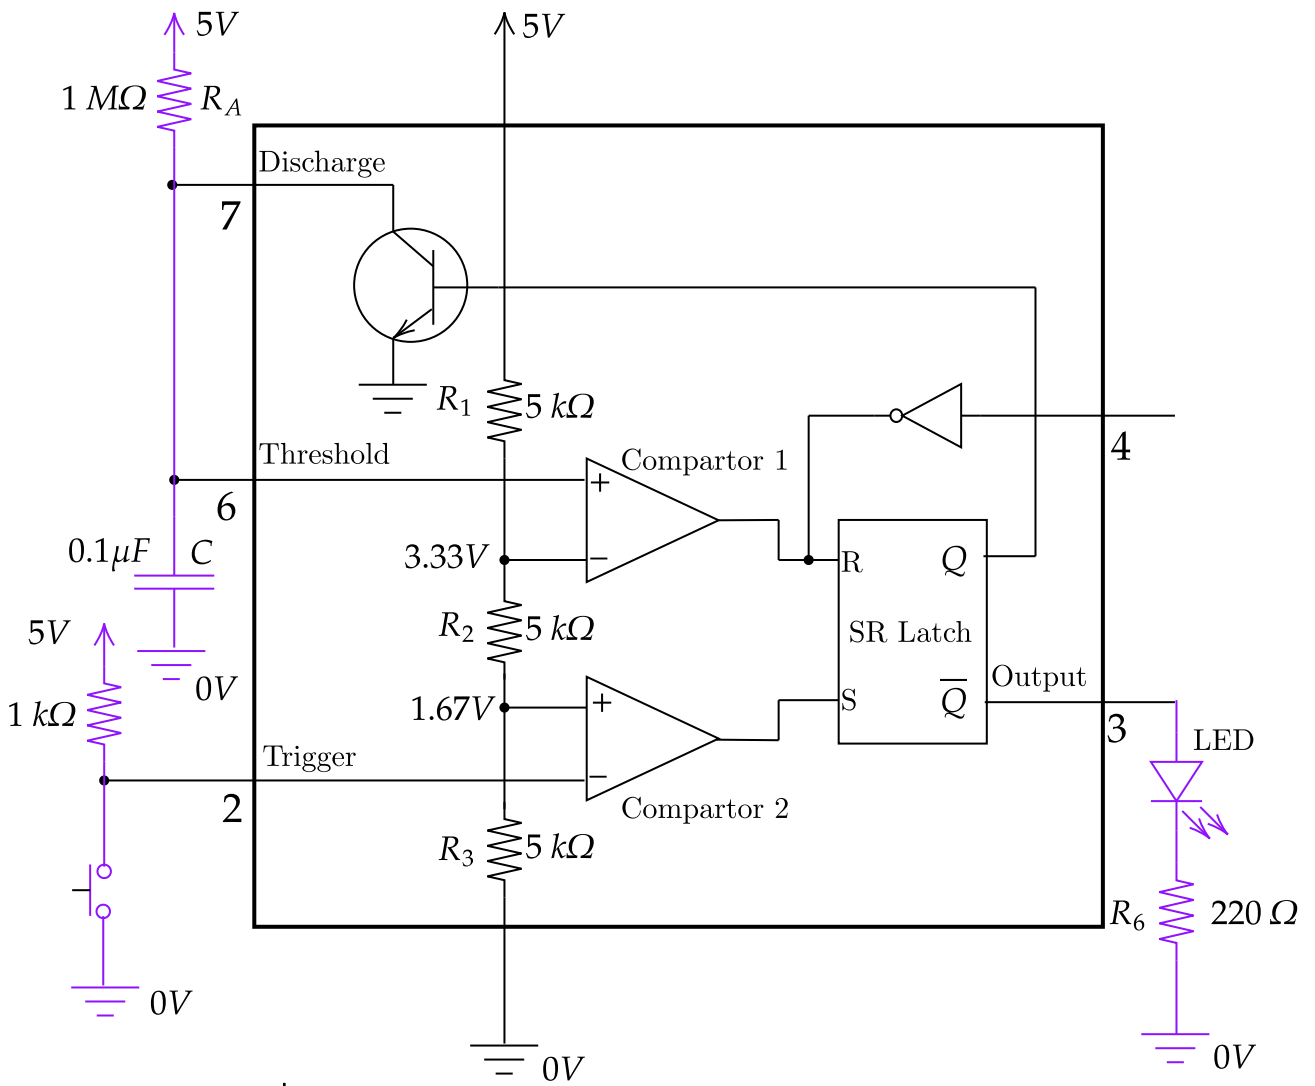 5V
5V
1 MΩ
R_A
Discharge
7
R_1
5 kΩ
4
Threshold
Compartor 1
+
6
0.1μF
C
3.33V
−
R
Q
R_2
5 kΩ
SR Latch
5V
0V
Output
1 kΩ
1.67V
+
S
Q̅
3
LED
Trigger
−
2
Compartor 2
R_3
5 kΩ
R_6
220 Ω
0V
0V
0V